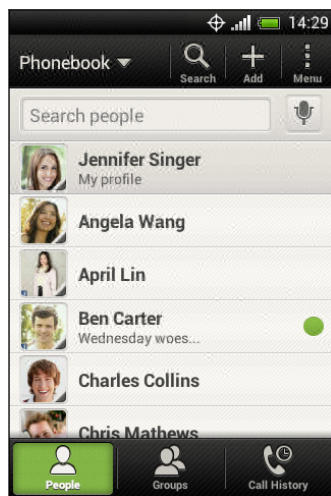 14:29
Phonebook
Search
Add
Menu
Search people
Jennifer Singer
My profile
Angela Wang
April Lin
Ben Carter
Wednesday woes...
Charles Collins
Chris Mathews
People
Groups
Call History